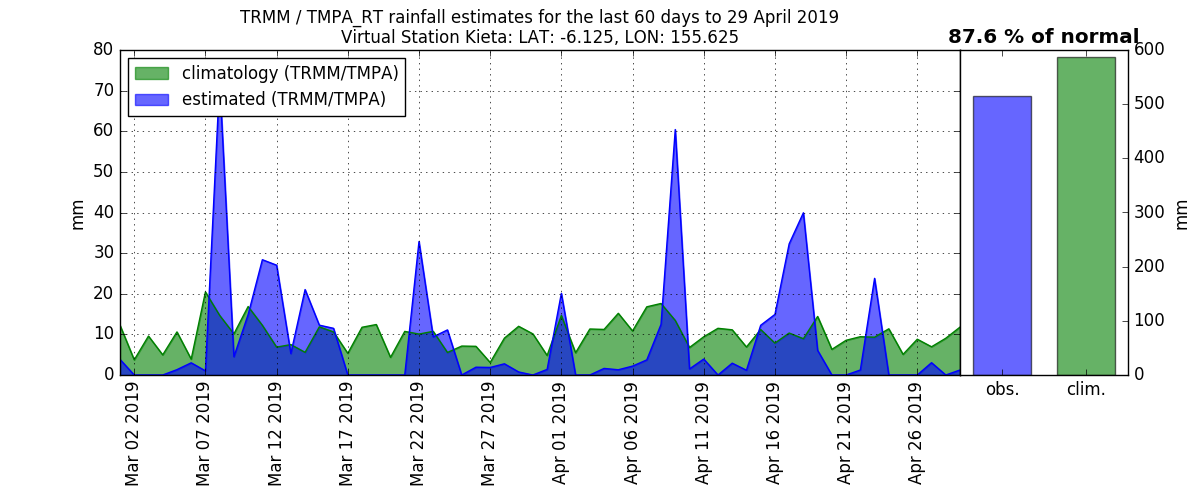 TRMM / TMPA_RT rainfall estimates for the last 60 days to 29 April 2019
Virtual Station Kieta: LAT: -6.125, LON: 155.625
87.6 % of normal
climatology (TRMM/TMPA)
estimated (TRMM/TMPA)
mm
80
70
60
50
40
30
20
10
0
Mar 02 2019
Mar 07 2019
Mar 12 2019
Mar 17 2019
Mar 22 2019
Mar 27 2019
Apr 01 2019
Apr 06 2019
Apr 11 2019
Apr 16 2019
Apr 21 2019
Apr 26 2019
obs.
clim.
600
500
400
300
200
100
0
mm